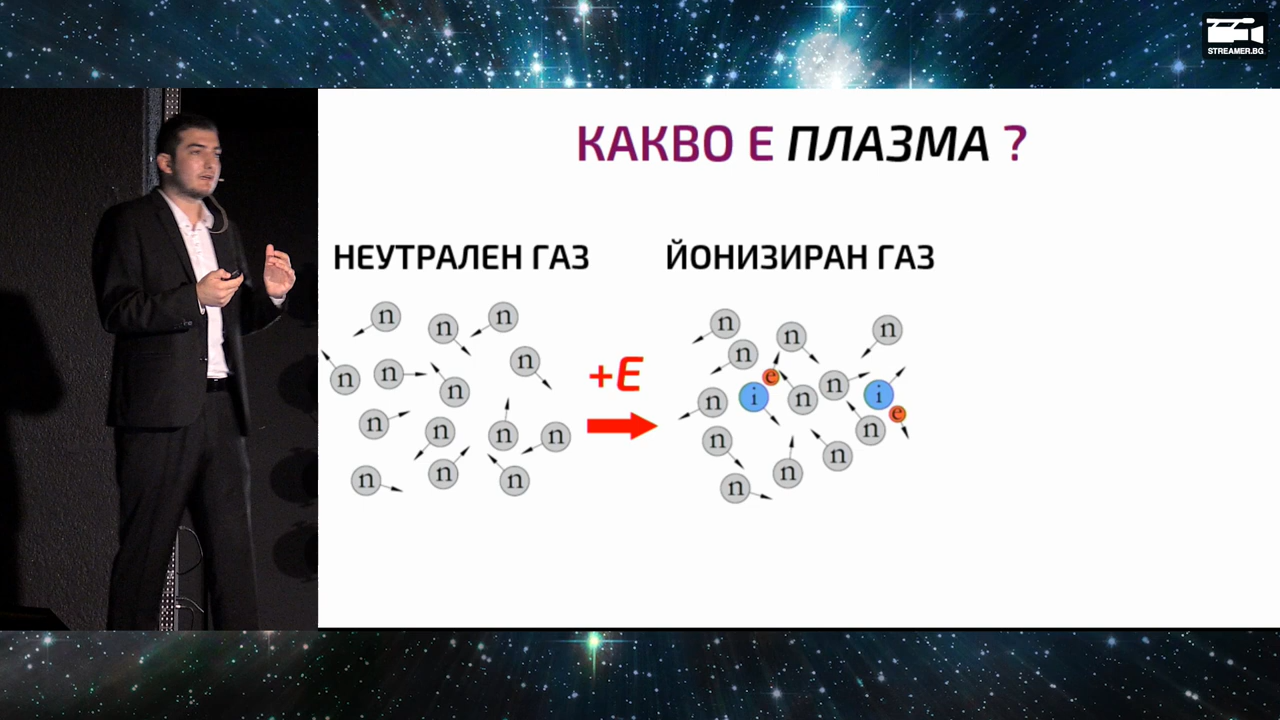 STREAMER.BG
КАКВО Е ПЛАЗМА ?
НЕУТРАЛЕН ГАЗ
ЙОНИЗИРАН ГАЗ
n n n n n n n n n n n n n n n
+E
n n n n n n n n n n n n n i e i e